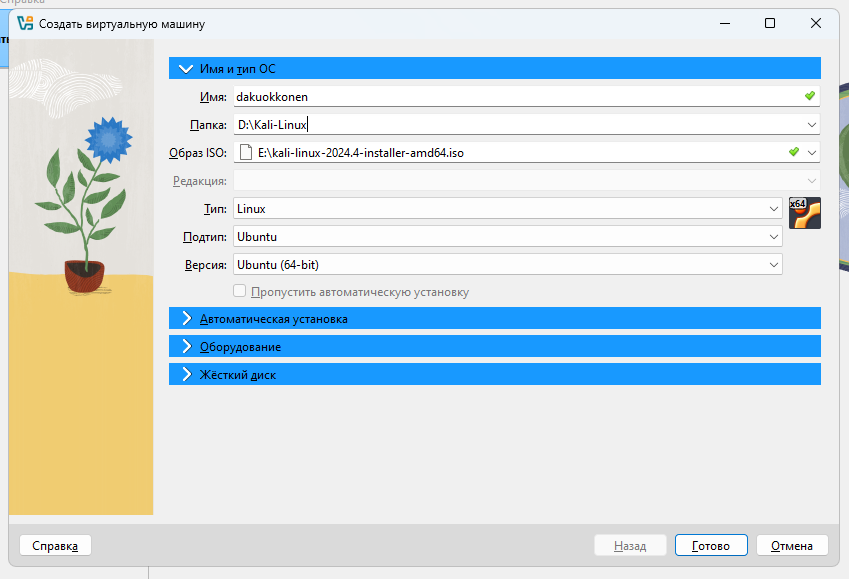 Справка
Создать виртуальную машину
Имя и тип ОС
Имя: dakuokkonen
Папка: D:\Kali-Linux
Образ ISO: E:\kali-linux-2024.4-installer-amd64.iso
Редакция:
Тип: Linux
x64
Подтип: Ubuntu
Версия: Ubuntu (64-bit)
Пропустить автоматическую установку
Автоматическая установка
Оборудование
Жёсткий диск
Справка
Назад
Готово
Отмена